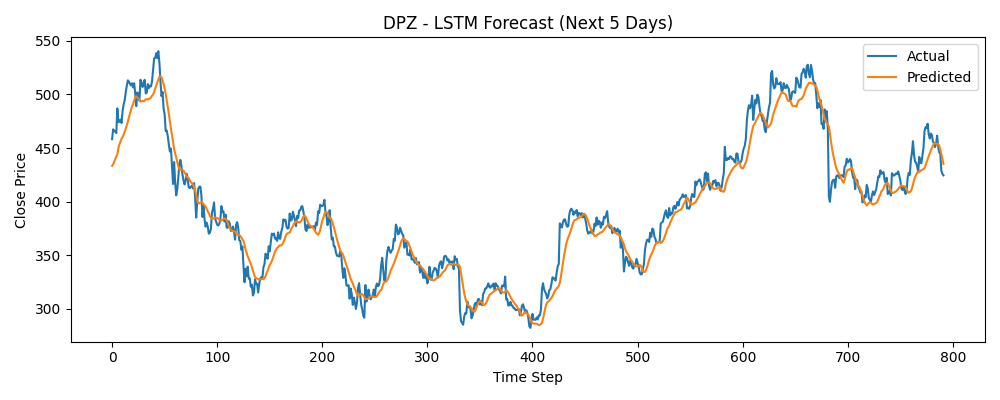 DPZ - LSTM Forecast (Next 5 Days)
Actual
Predicted
Close Price
550
500
450
400
350
300
0 100 200 300 400 500 600 700 800
Time Step